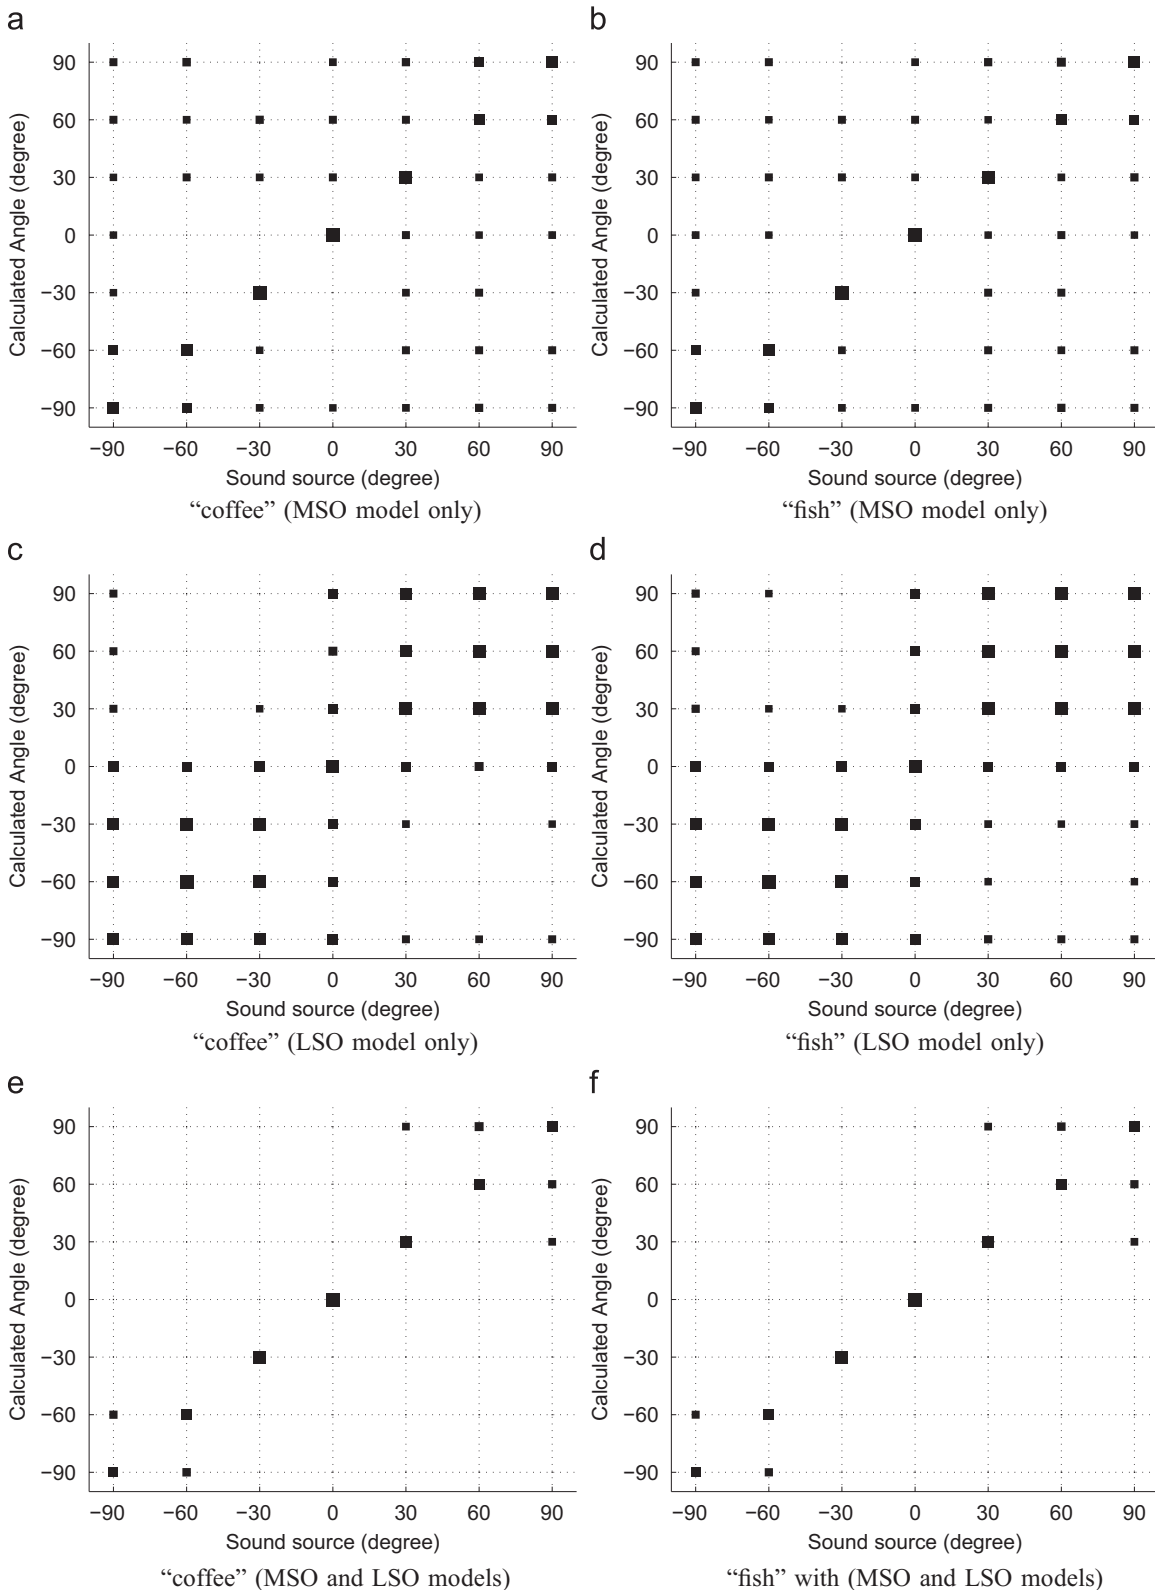 a
90
60
30
0
−30
−60
−90
Calculated Angle (degree)
−90 −60 −30 0 30 60 90
Sound source (degree)
“coffee” (MSO model only)
b
90
60
30
0
−30
−60
−90
Calculated Angle (degree)
−90 −60 −30 0 30 60 90
Sound source (degree)
“fish” (MSO model only)
c
90
60
30
0
−30
−60
−90
Calculated Angle (degree)
−90 −60 −30 0 30 60 90
Sound source (degree)
“coffee” (LSO model only)
d
90
60
30
0
−30
−60
−90
Calculated Angle (degree)
−90 −60 −30 0 30 60 90
Sound source (degree)
“fish” (LSO model only)
e
90
60
30
0
−30
−60
−90
Calculated Angle (degree)
−90 −60 −30 0 30 60 90
Sound source (degree)
“coffee” (MSO and LSO models)
f
90
60
30
0
−30
−60
−90
Calculated Angle (degree)
−90 −60 −30 0 30 60 90
Sound source (degree)
“fish” with (MSO and LSO models)